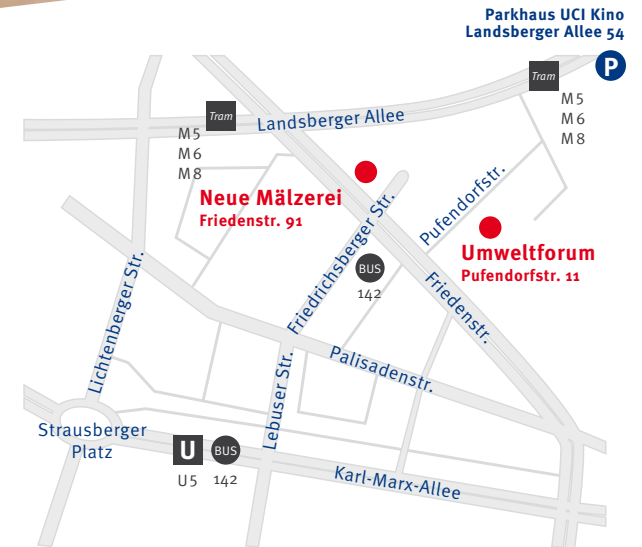 Parkhaus UCI Kino
Landsberger Allee 54
P
Tram
M5
M6
M8
Tram
M5
M6
M8
Landsberger Allee
Neue Mälzerei
Friedenstr. 91
Pufendorfstr.
Umweltforum
Pufendorfstr. 11
Friedrichsberger Str.
BUS
142
Friedenstr.
Lichtenberger Str.
Palisadenstr.
Lebuser Str.
Strausberger
Platz
U
U5
BUS
142
Karl-Marx-Allee